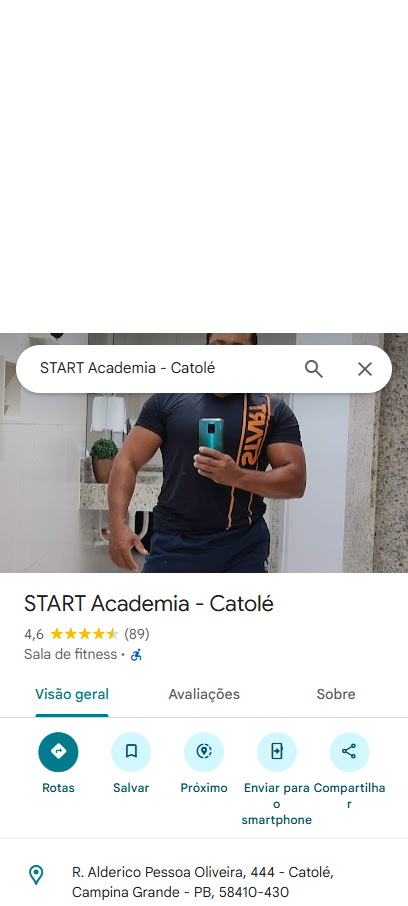 START Academia - Catolé
START
START Academia - Catolé
4,6 (89)
Sala de fitness •
Visão geral Avaliações Sobre
Rotas Salvar Próximo Enviar para o smartphone Compartilhar
R. Alderico Pessoa Oliveira, 444 - Catolé,
Campina Grande - PB, 58410-430